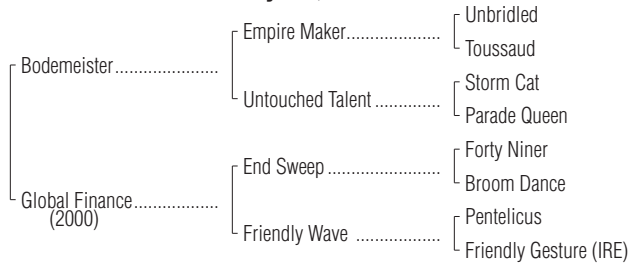 Unbridled
Empire Maker....................
Toussaud
Bodemeister......................
Storm Cat
Untouched Talent ...............
Parade Queen
Forty Niner
End Sweep ........................
Broom Dance
Global Finance..................
(2000)
Pentelicus
Friendly Wave ..................
Friendly Gesture (IRE)